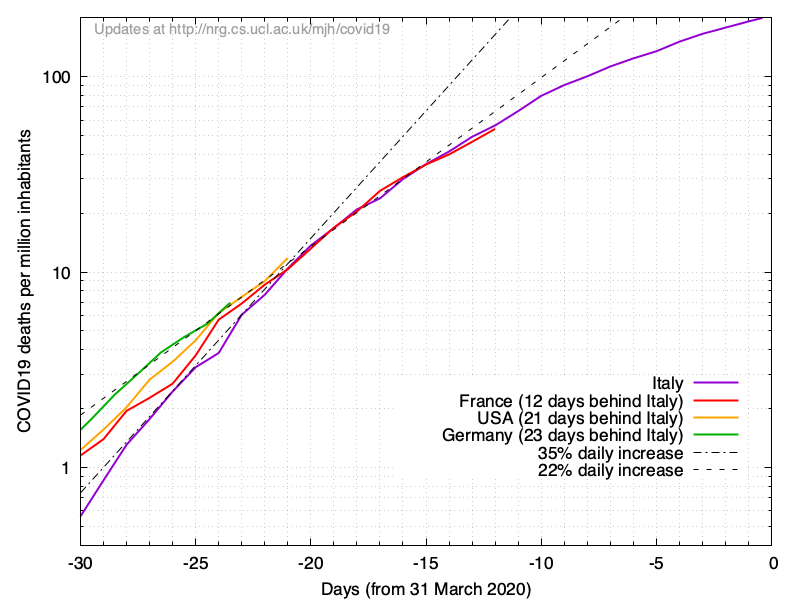 Updates at http://nrg.cs.ucl.ac.uk/mjh/covid19
100
10
1
COVID19 deaths per million inhabitants
Italy
France (12 days behind Italy)
USA (21 days behind Italy)
Germany (23 days behind Italy)
35% daily increase
22% daily increase
-30 -25 -20 -15 -10 -5 0
Days (from 31 March 2020)